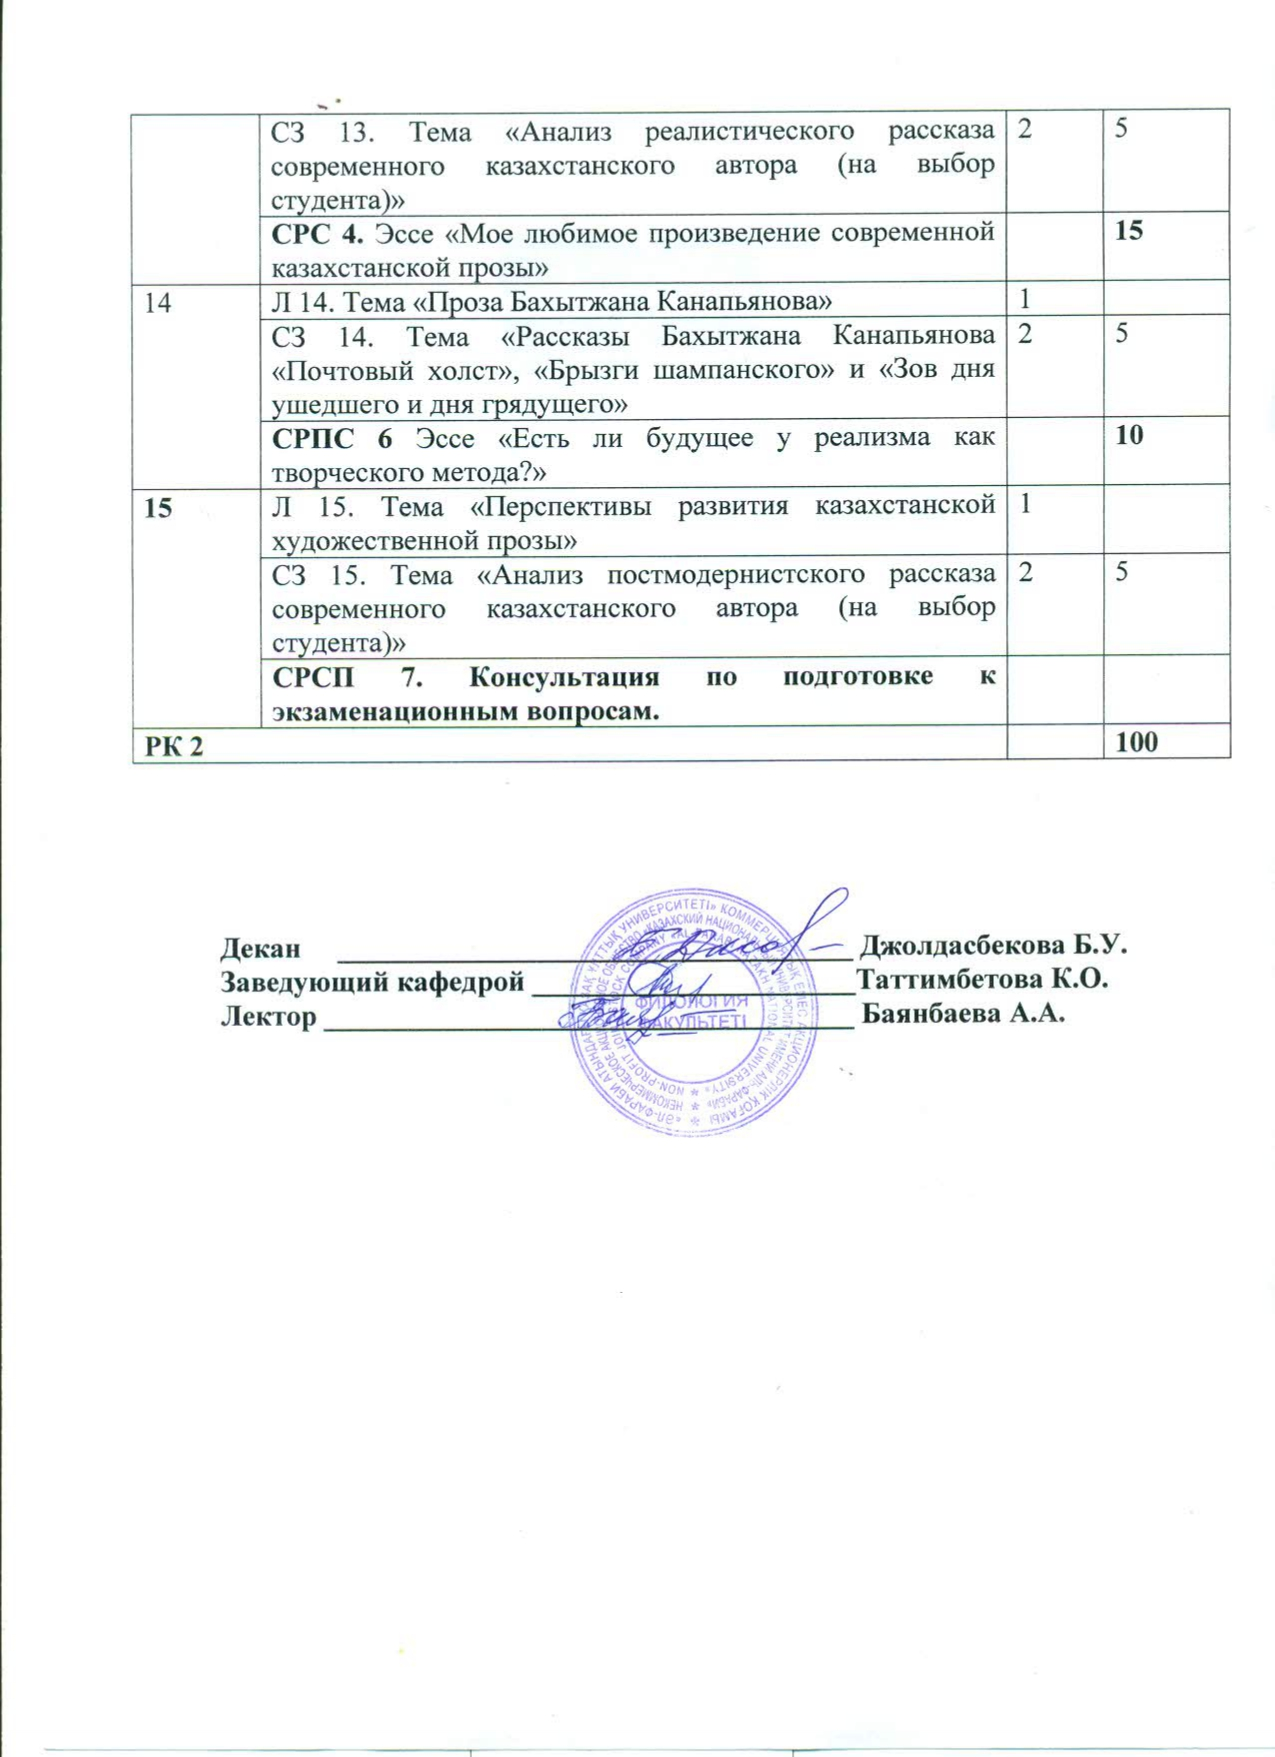 СЗ 13. Тема «Анализ реалистического рассказа 2 5
современного казахстанского автора (на выбор
студента)»
СРС 4. Эссе «Мое любимое произведение современной 15
казахстанской прозы»
14 Л 14. Тема «Проза Бахытжана Канапьянова» 1
СЗ 14. Тема «Рассказы Бахытжана Канапьянова 2 5
«Почтовый холст», «Брызги шампанского» и «Зов дня
ушедшего и дня грядущего»
СРПС 6 Эссе «Есть ли будущее у реализма как 10
творческого метода?»
15 Л 15. Тема «Перспективы развития казахстанской 1
художественной прозы»
СЗ 15. Тема «Анализ постмодернистского рассказа 2 5
современного казахстанского автора (на выбор
студента)»
СРСП 7. Консультация по подготовке к
экзаменационным вопросам.
РК 2 100
Декан Джолдасбекова Б.У.
Заведующий кафедрой Таттимбетова К.О.
Лектор Баянбаева А.А.
ФИЛОЛОГИЯ
ФАКУЛЬТЕТІ